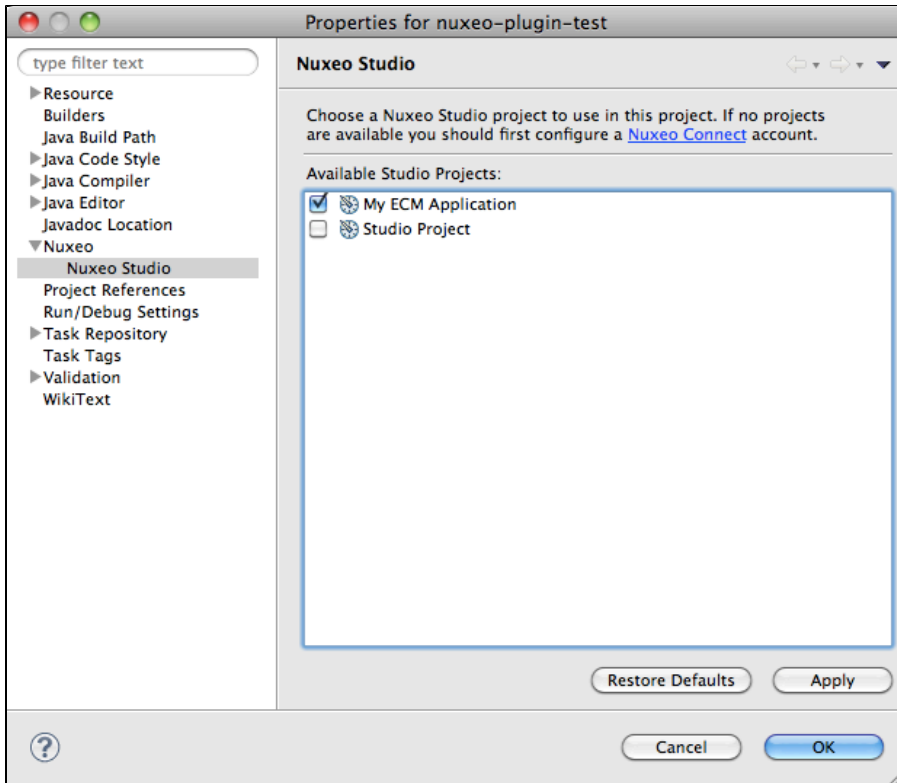 Properties for nuxeo-plugin-test
type filter text
Resource
Builders
Java Build Path
Java Code Style
Java Compiler
Java Editor
Javadoc Location
Nuxeo
Nuxeo Studio
Project References
Run/Debug Settings
Task Repository
Task Tags
Validation
WikiText
Nuxeo Studio
Choose a Nuxeo Studio project to use in this project. If no projects
are available you should first configure a Nuxeo Connect account.
Available Studio Projects:
My ECM Application
Studio Project
Restore Defaults
Apply
?
Cancel
OK